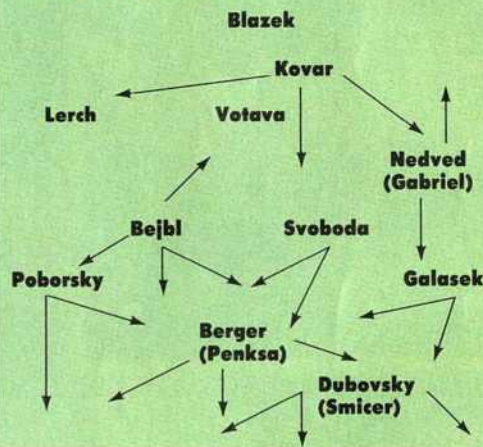 Blazek
Kovar
Lerch
Votava
Nedved
(Gabriel)
Bejbl
Svoboda
Poborsky
Galasek
Berger
(Penksa)
Dubovsky
(Smicer)